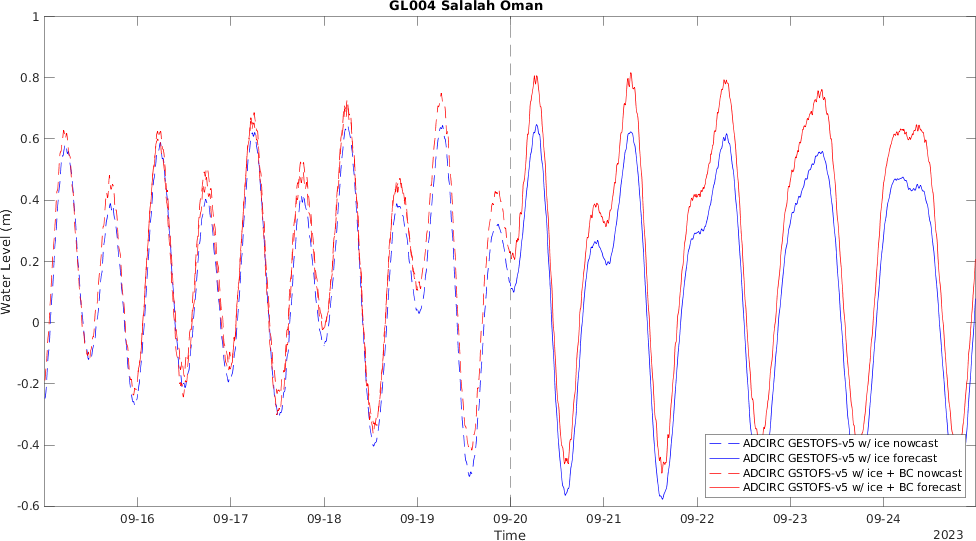 GL004 Salalah Oman
1
0.8
0.6
0.4
0.2
0
-0.2
-0.4
-0.6
Water Level (m)
09-16
09-17
09-18
09-19
09-20
09-21
09-22
09-23
09-24
Time
2023
ADCIRC GESTOFS-v5 w/ ice nowcast
ADCIRC GESTOFS-v5 w/ ice forecast
ADCIRC GSTOFS-v5 w/ ice + BC nowcast
ADCIRC GSTOFS-v5 w/ ice + BC forecast